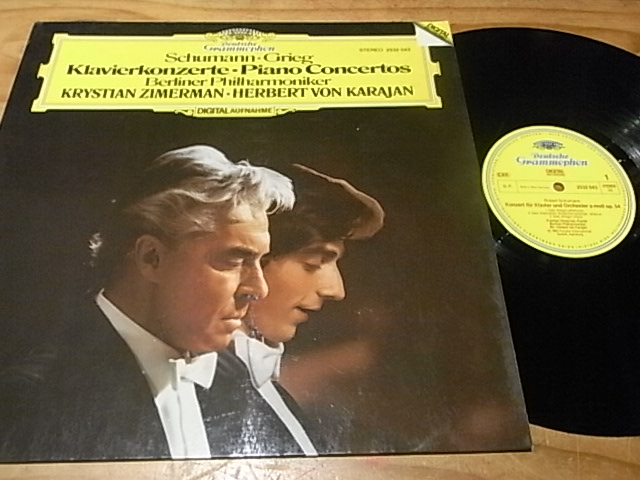 Deutsche
Grammophon
STEREO 2532 043
DIGITAL
Schumann · Grieg
Klavierkonzerte · Piano Concertos
Berliner Philharmoniker
KRYSTIAN ZIMERMAN · HERBERT VON KARAJAN
DIGITAL AUFNAHME
Deutsche
Grammophon
DIGITAL
1
2532 043
Konzert für Klavier und Orchester a-moll op. 54